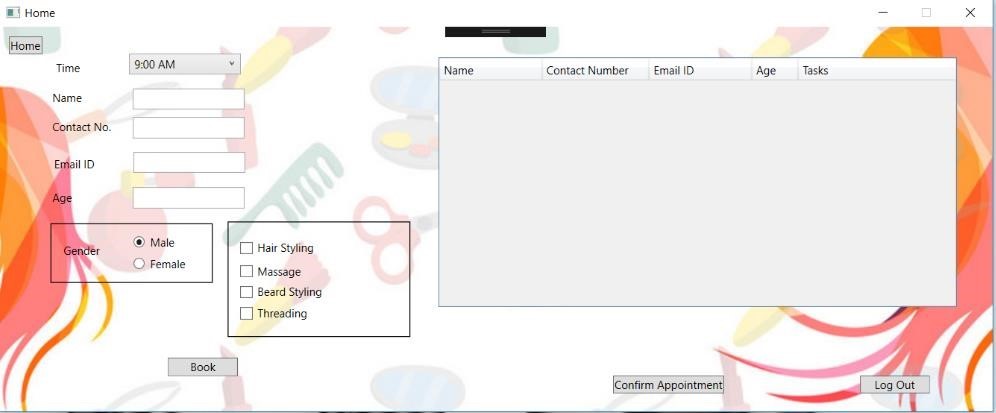 Home
Home
Time 9:00 AM
Name
Contact No.
Email ID
Age
Gender
Male
Female
Hair Styling
Massage
Beard Styling
Threading
Book
Name Contact Number Email ID Age Tasks
Confirm Appointment
Log Out